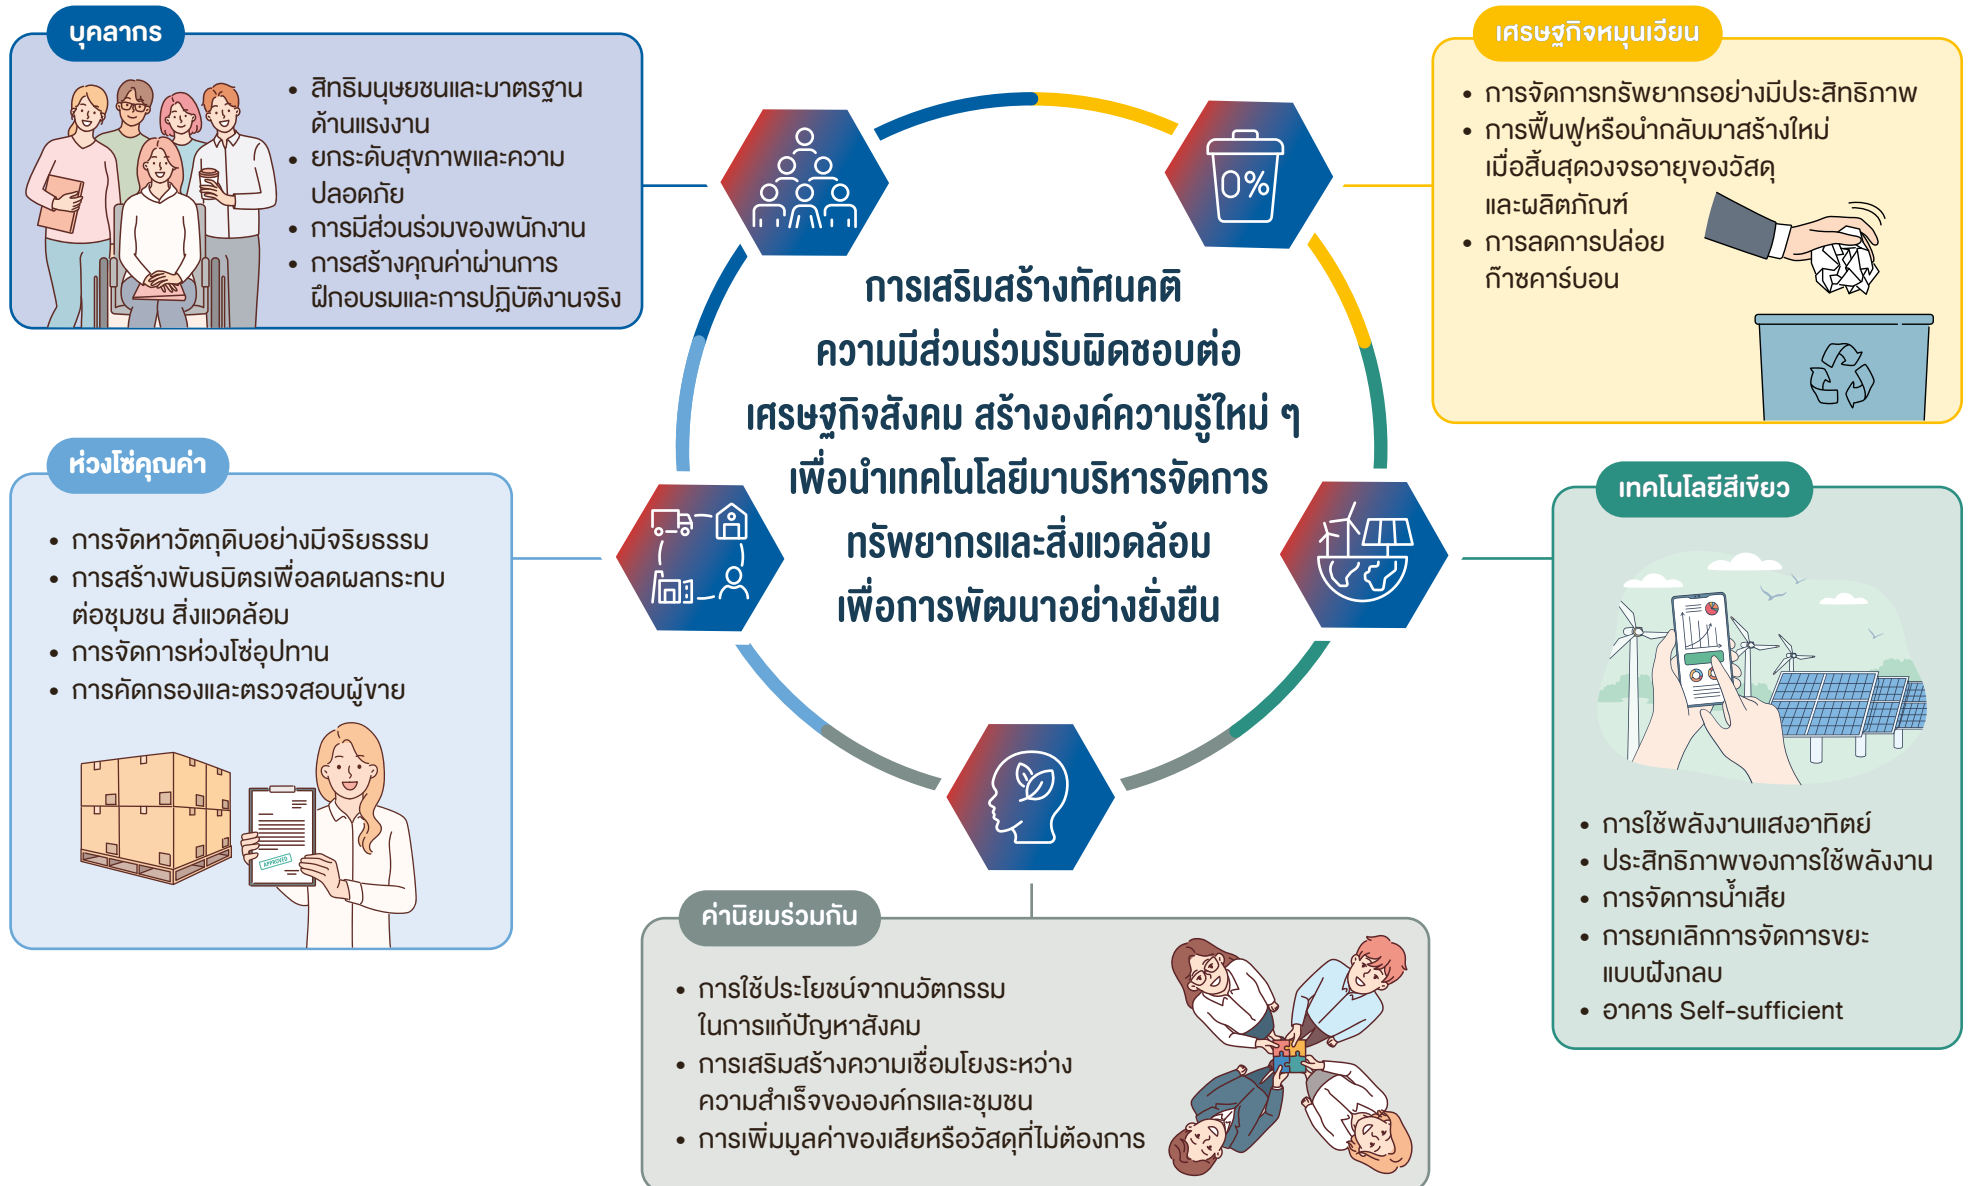 บุคลากร
• สิทธิมนุษยชนและมาตรฐาน
ด้านแรงงาน
• ยกระดับสุขภาพและความ
ปลอดภัย
• การมีส่วนร่วมของพนักงาน
• การสร้างคุณค่าผ่านการ
ฝึกอบรมและการปฏิบัติงานจริง
เศรษฐกิจหมุนเวียน
• การจัดการทรัพยากรอย่างมีประสิทธิภาพ
• การฟื้นฟูหรือนำกลับมาสร้างใหม่
เมื่อสิ้นสุดวงจรอายุของวัสดุ
และผลิตภัณฑ์
• การลดการปล่อย
ก๊าซคาร์บอน
0%
การเสริมสร้างทัศนคติ
ความมีส่วนร่วมรับผิดชอบต่อ
เศรษฐกิจสังคม สร้างองค์ความรู้ใหม่ ๆ
เพื่อนำเทคโนโลยีมาบริหารจัดการ
ทรัพยากรและสิ่งแวดล้อม
เพื่อการพัฒนาอย่างยั่งยืน
ห่วงโซ่คุณค่า
• การจัดหาวัตถุดิบอย่างมีจริยธรรม
• การสร้างพันธมิตรเพื่อลดผลกระทบ
ต่อชุมชน สิ่งแวดล้อม
• การจัดการห่วงโซ่อุปทาน
• การคัดกรองและตรวจสอบผู้ขาย
APPROVED
เทคโนโลยีสีเขียว
• การใช้พลังงานแสงอาทิตย์
• ประสิทธิภาพของการใช้พลังงาน
• การจัดการน้ำเสีย
• การยกเลิกการจัดการขยะ
แบบฝังกลบ
• อาคาร Self-sufficient
ค่านิยมร่วมกัน
• การใช้ประโยชน์จากนวัตกรรม
ในการแก้ปัญหาสังคม
• การเสริมสร้างความเชื่อมโยงระหว่าง
ความสำเร็จขององค์กรและชุมชน
• การเพิ่มมูลค่าของเสียหรือวัสดุที่ไม่ต้องการ